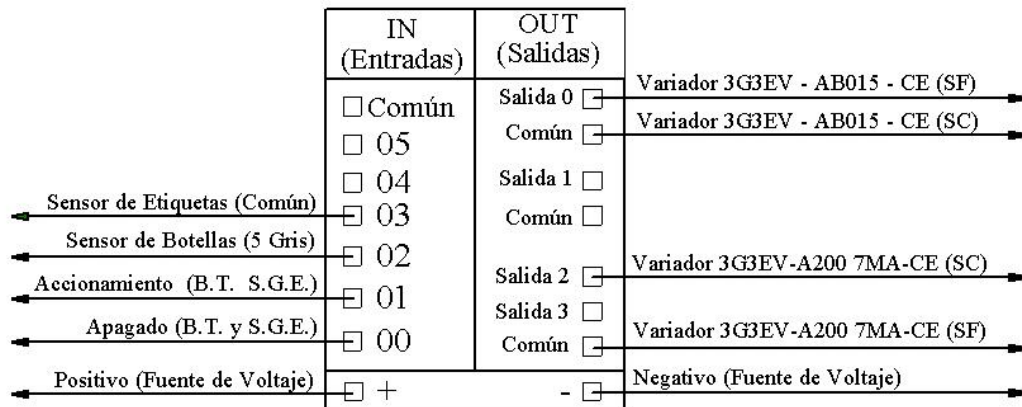 IN
(Entradas)
OUT
(Salidas)
Común
05
04
03
02
01
00
+
Salida 0
Común
Salida 1
Común
Salida 2
Salida 3
Común
-
Sensor de Etiquetas (Común)
Sensor de Botellas (5 Gris)
Accionamiento (B.T. S.G.E.)
Apagado (B.T. y S.G.E.)
Positivo (Fuente de Voltaje)
Variador 3G3EV - AB015 - CE (SF)
Variador 3G3EV - AB015 - CE (SC)
Variador 3G3EV-A200 7MA-CE (SC)
Variador 3G3EV-A200 7MA-CE (SF)
Negativo (Fuente de Voltaje)